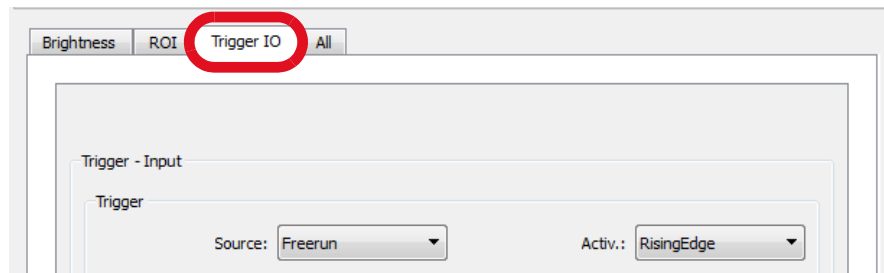 Brightness ROI Trigger IO All
Trigger - Input
Trigger
Source: Freerun Activ.: RisingEdge